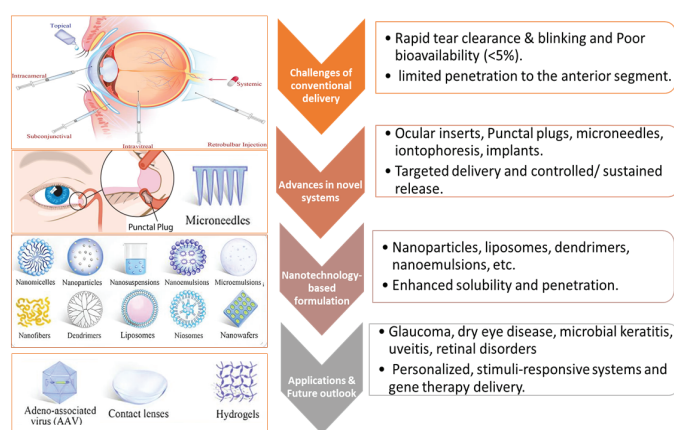 Topical
Intracameral
Systemic
Subconjunctival
Intravitreal
Retrobulbar Injection
Challenges of
conventional
delivery
• Rapid tear clearance & blinking and Poor
bioavailability (<5%).
• limited penetration to the anterior segment.
Punctal Plug
Microneedles
Advances in novel
systems
• Ocular inserts, Punctal plugs, microneedles,
iontophoresis, implants.
• Targeted delivery and controlled/ sustained
release.
Nanomicelles Nanoparticles Nanosuspensions Nanoemulsions Microemulsions
Nanofibers Dendrimers Liposomes Niosomes Nanowafers
Nanotechnology-
based
formulation
• Nanoparticles, liposomes, dendrimers,
nanoemulsions, etc.
• Enhanced solubility and penetration.
Adeno-associated
virus (AAV)
Contact lenses
Hydrogels
Applications &
Future outlook
• Glaucoma, dry eye disease, microbial keratitis,
uveitis, retinal disorders
• Personalized, stimuli-responsive systems and
gene therapy delivery.